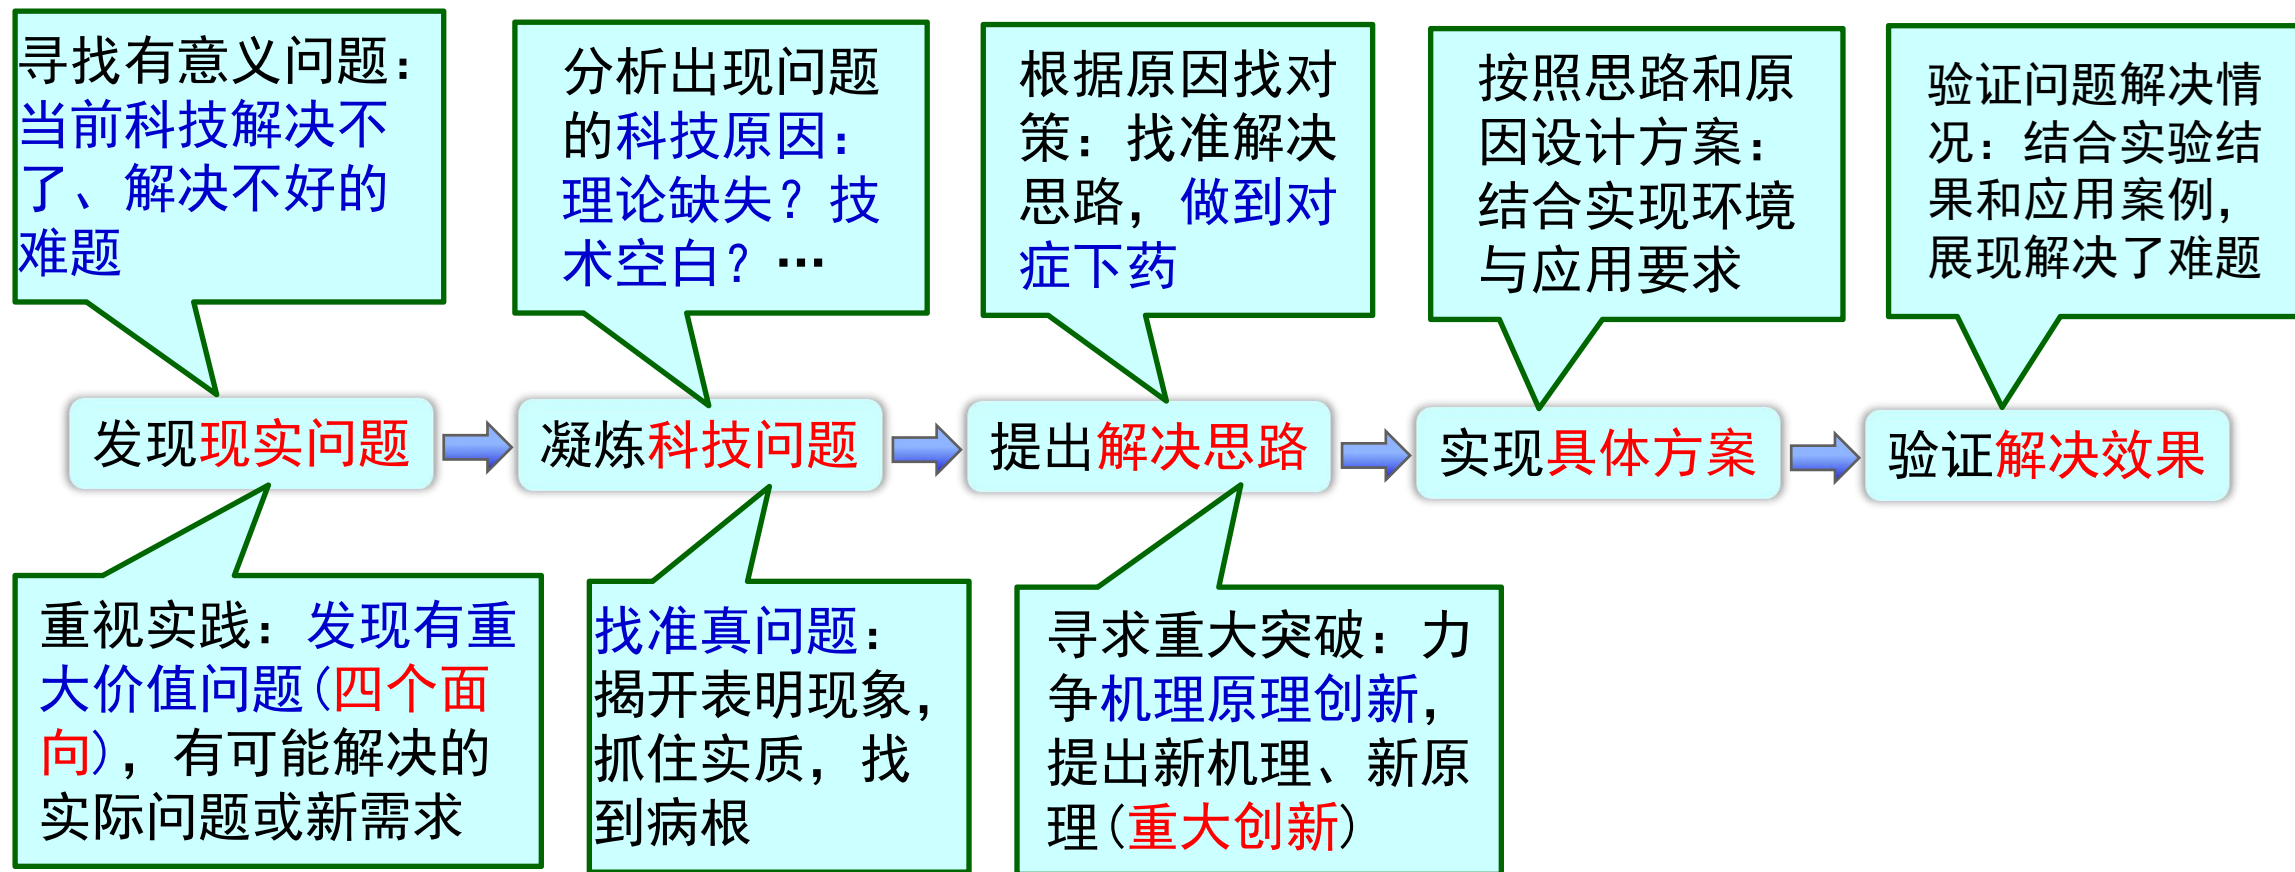 寻找有意义问题：
当前科技解决不
了、解决不好的
难题
分析出现问题
的科技原因：
理论缺失？技
术空白？…
根据原因找对
策：找准解决
思路，做到对
症下药
按照思路和原
因设计方案：
结合实现环境
与应用要求
验证问题解决情
况：结合实验结
果和应用案例，
展现解决了难题
发现现实问题
凝炼科技问题
提出解决思路
实现具体方案
验证解决效果
重视实践：发现有重
大价值问题(四个面
向)，有可能解决的
实际问题或新需求
找准真问题：
揭开表明现象，
抓住实质，找
到病根
寻求重大突破：力
争机理原理创新，
提出新机理、新原
理(重大创新)